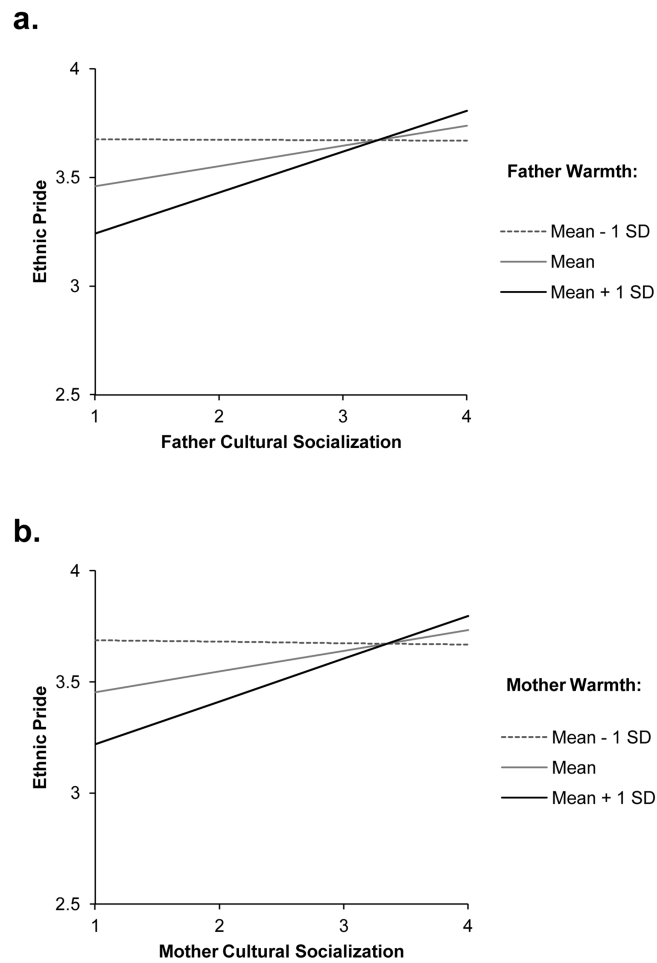 a.
4
3.5
3
2.5
Ethnic Pride
1 2 3 4
Father Cultural Socialization
Father Warmth:
Mean - 1 SD
Mean
Mean + 1 SD
b.
4
3.5
3
2.5
Ethnic Pride
1 2 3 4
Mother Cultural Socialization
Mother Warmth:
Mean - 1 SD
Mean
Mean + 1 SD